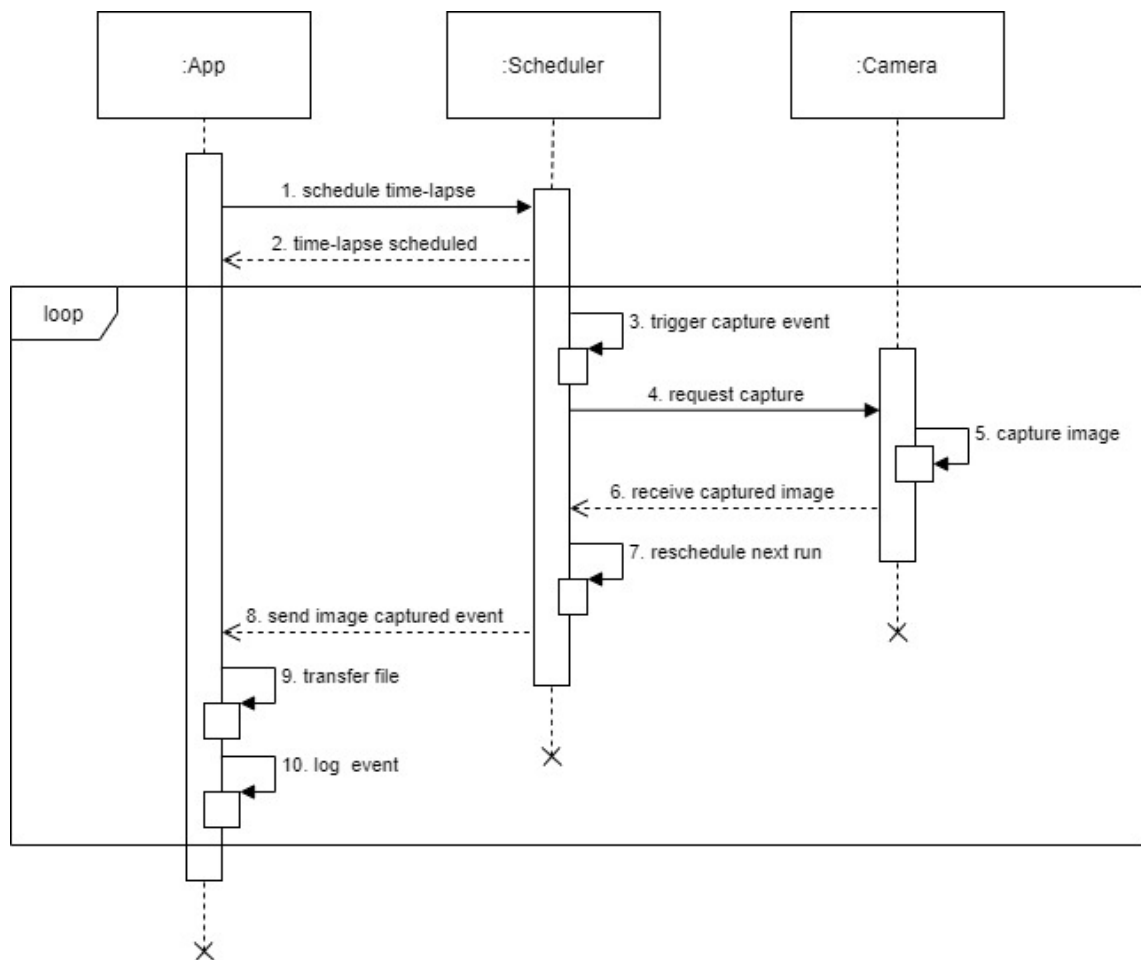 :App
:Scheduler
:Camera
1. schedule time-lapse
2. time-lapse scheduled
loop
3. trigger capture event
4. request capture
5. capture image
6. receive captured image
7. reschedule next run
8. send image captured event
9. transfer file
10. log event